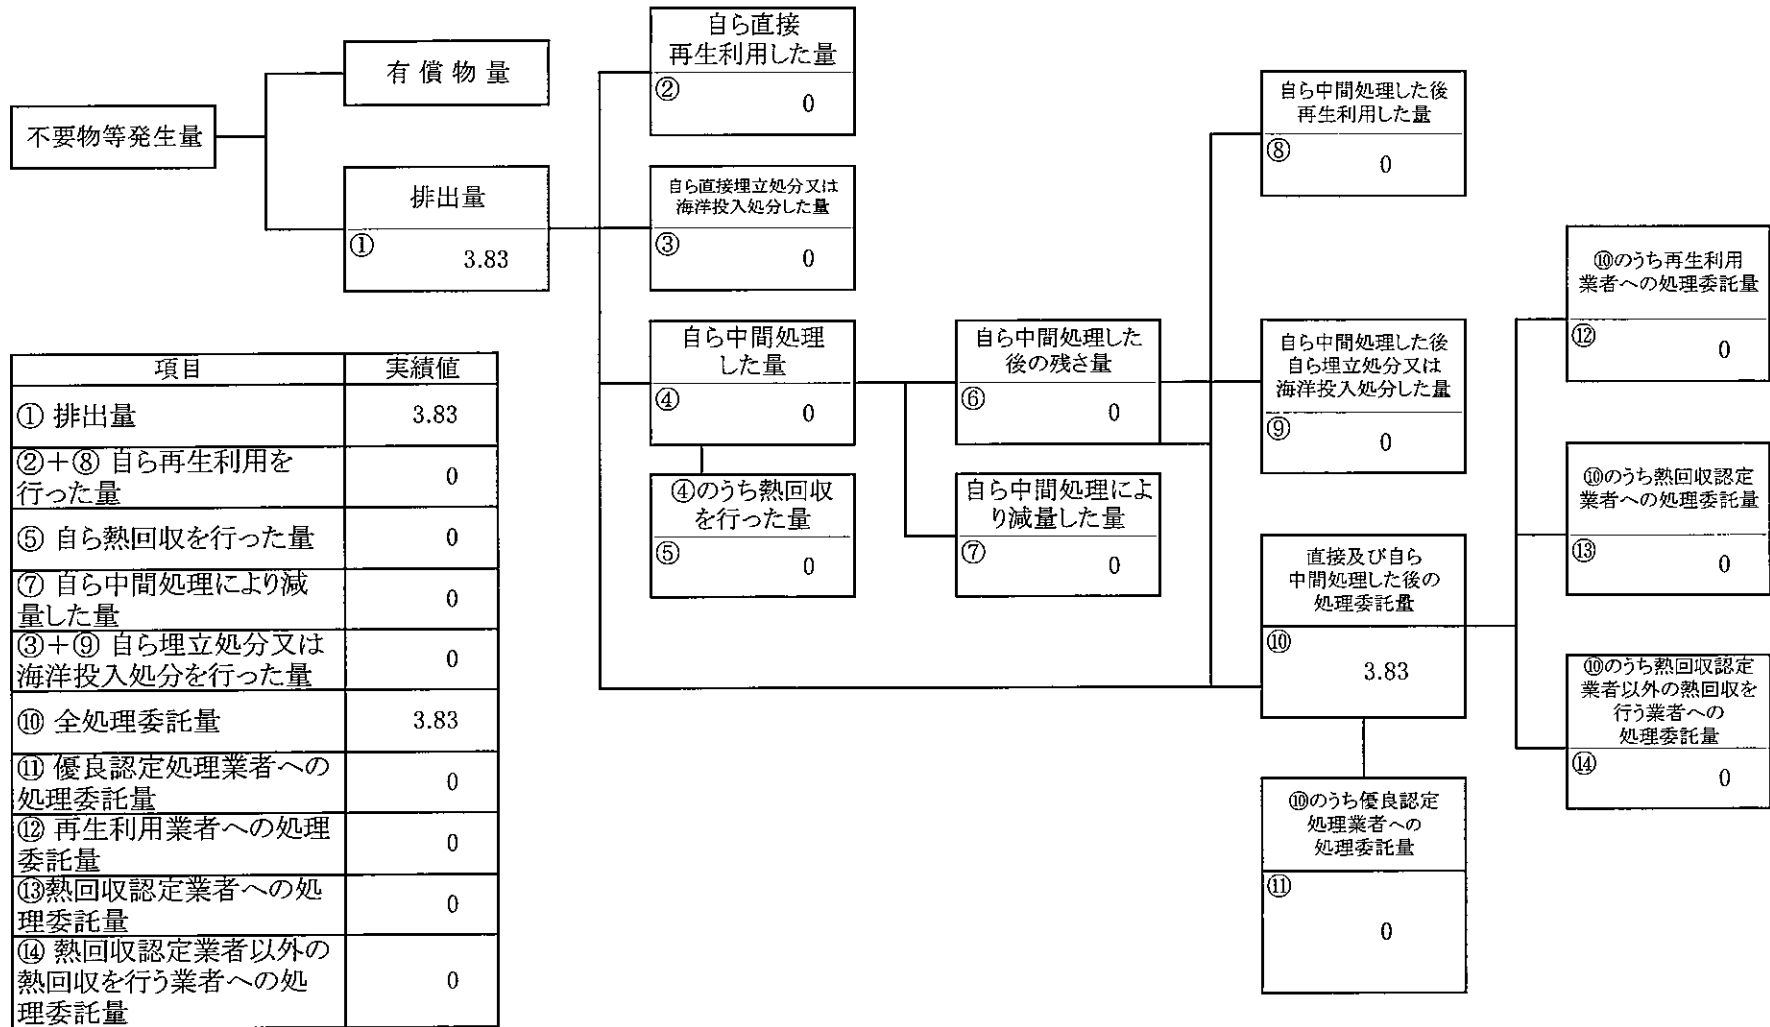 不要物等発生量
有償物量
排出量
① 3.83
自ら直接
再生利用した量
② 0
自ら直接埋立処分又は
海洋投入処分した量
③ 0
自ら中間処理
した量
④ 0
④のうち熱回収
を行った量
⑤ 0
自ら中間処理した
後の残さ量
⑥ 0
自ら中間処理によ
り減量した量
⑦ 0
自ら中間処理した後
再生利用した量
⑧ 0
自ら中間処理した後
自ら埋立処分又は
海洋投入処分した量
⑨ 0
直接及び自ら
中間処理した後の
処理委託量
⑩ 3.83
⑩のうち優良認定
処理業者への
処理委託量
⑪ 0
⑩のうち再生利用
業者への処理委託量
⑫ 0
⑩のうち熱回収認定
業者への処理委託量
⑬ 0
⑩のうち熱回収認定
業者以外の熱回収を
行う業者への
処理委託量
⑭ 0
項目 実績値
① 排出量 3.83
②+⑧ 自ら再生利用を
行った量 0
⑤ 自ら熱回収を行った量 0
⑦ 自ら中間処理により減
量した量 0
③+⑨ 自ら埋立処分又は
海洋投入処分を行った量 0
⑩ 全処理委託量 3.83
⑪ 優良認定処理業者への
処理委託量 0
⑫ 再生利用業者への処理
委託量 0
⑬熱回収認定業者への処
理委託量 0
⑭ 熱回収認定業者以外の
熱回収を行う業者への処
理委託量 0